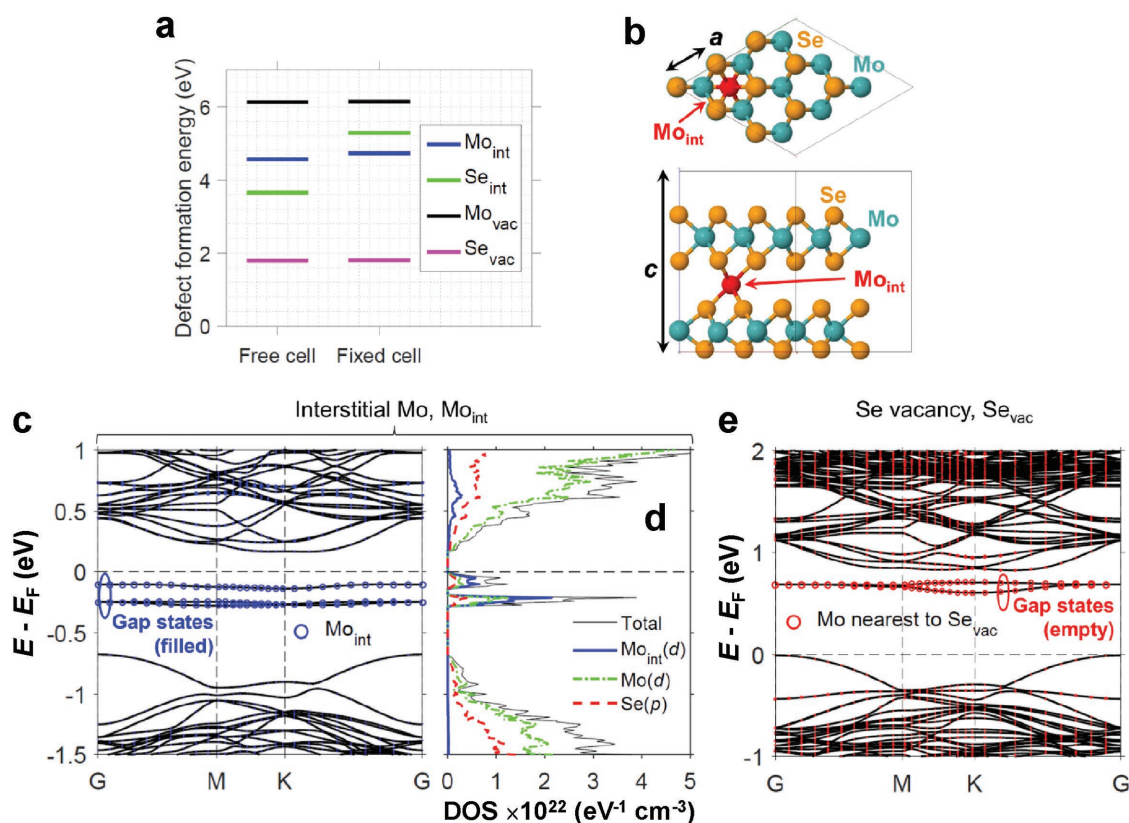 a
Defect formation energy (eV)
6
4
2
0
Free cell
Fixed cell
Mo_int
Se_int
Mo_vac
Se_vac
b
a
Se
Mo
Mo_int
c
Se
Mo
Mo_int
c
Interstitial Mo, Mo_int
E - E_F (eV)
1
0.5
0
-0.5
-1
-1.5
Gap states
(filled)
Mo_int
G
M
K
G
d
Total
Mo_int(d)
Mo(d)
Se(p)
0
1
2
3
4
5
DOS ×10²² (eV⁻¹ cm⁻³)
e
Se vacancy, Se_vac
E - E_F (eV)
2
1
0
-1
Mo nearest to Se_vac
Gap states
(empty)
G
M
K
G